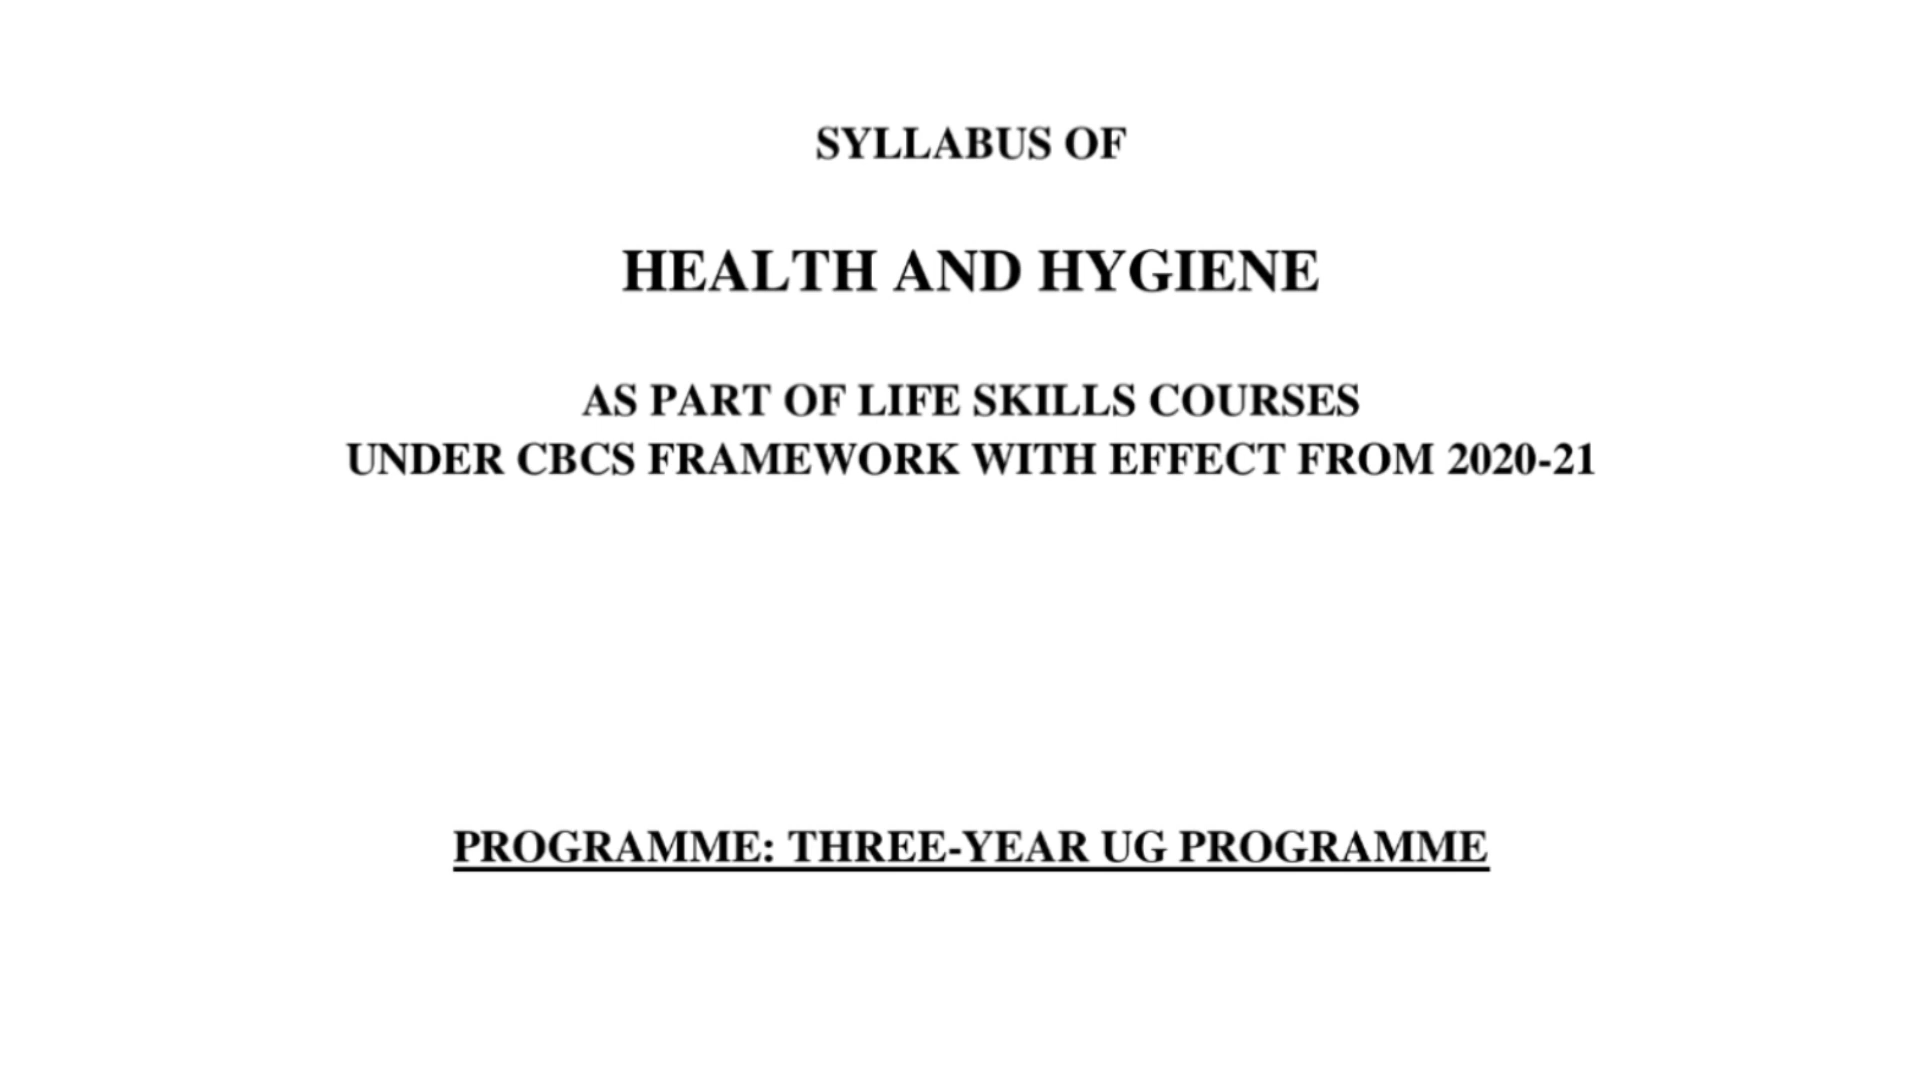 SYLLABUS OF
HEALTH AND HYGIENE
AS PART OF LIFE SKILLS COURSES
UNDER CBCS FRAMEWORK WITH EFFECT FROM 2020-21
PROGRAMME: THREE-YEAR UG PROGRAMME